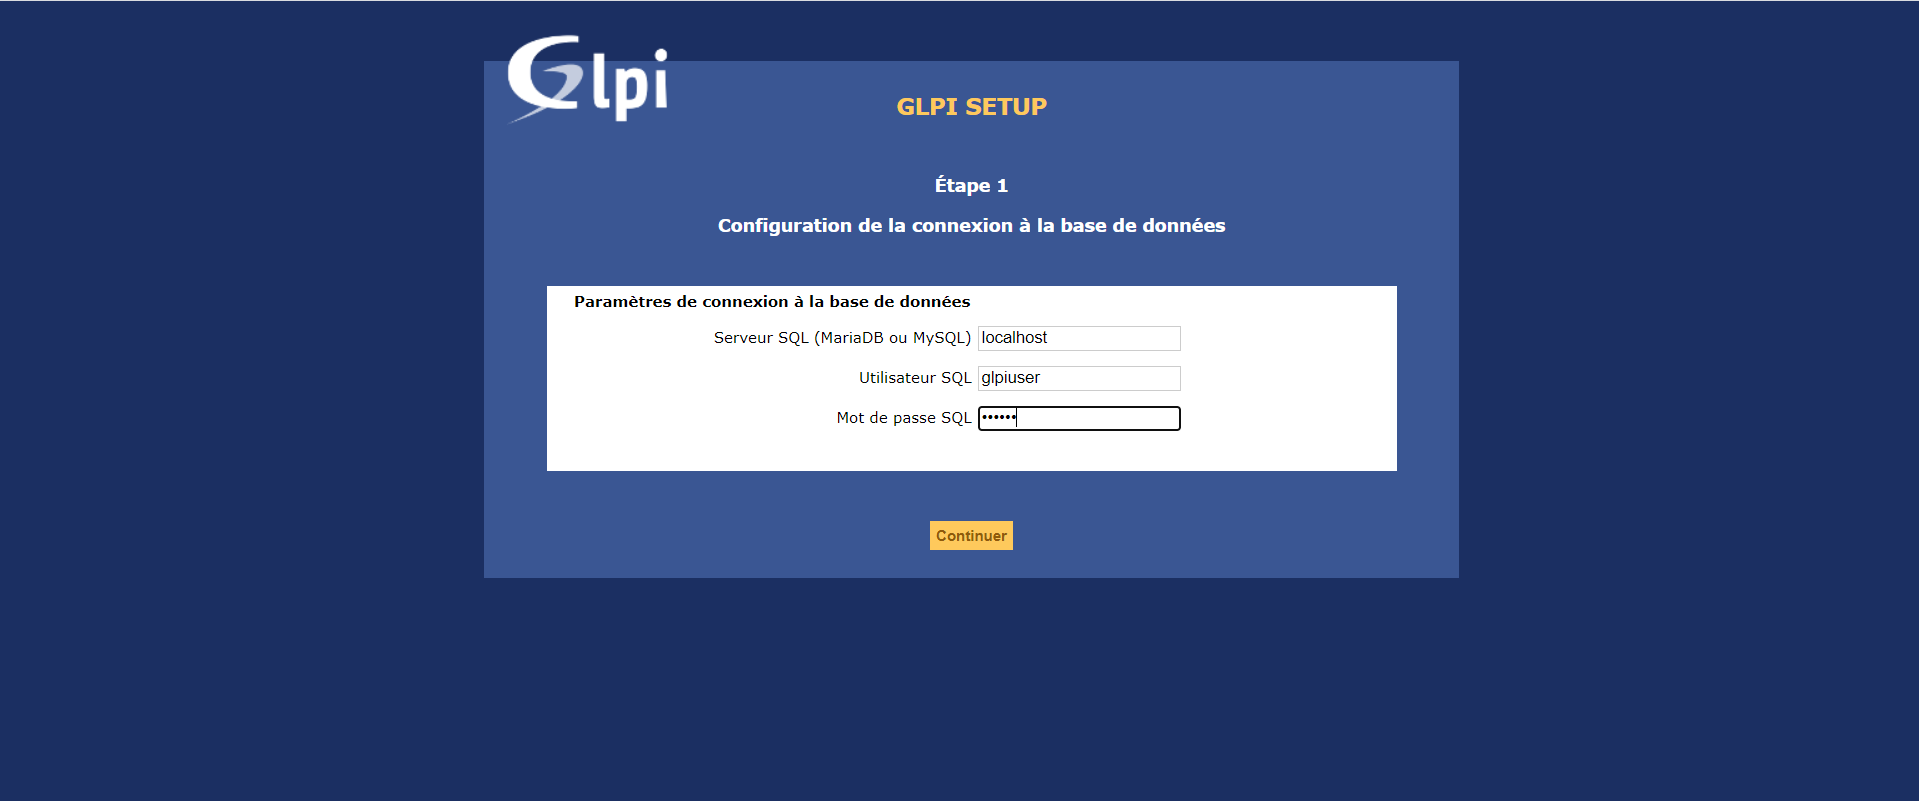 Glpi
GLPI SETUP
Étape 1
Configuration de la connexion à la base de données
Paramètres de connexion à la base de données
Serveur SQL (MariaDB ou MySQL) localhost
Utilisateur SQL glpiuser
Mot de passe SQL ••••••
Continuer